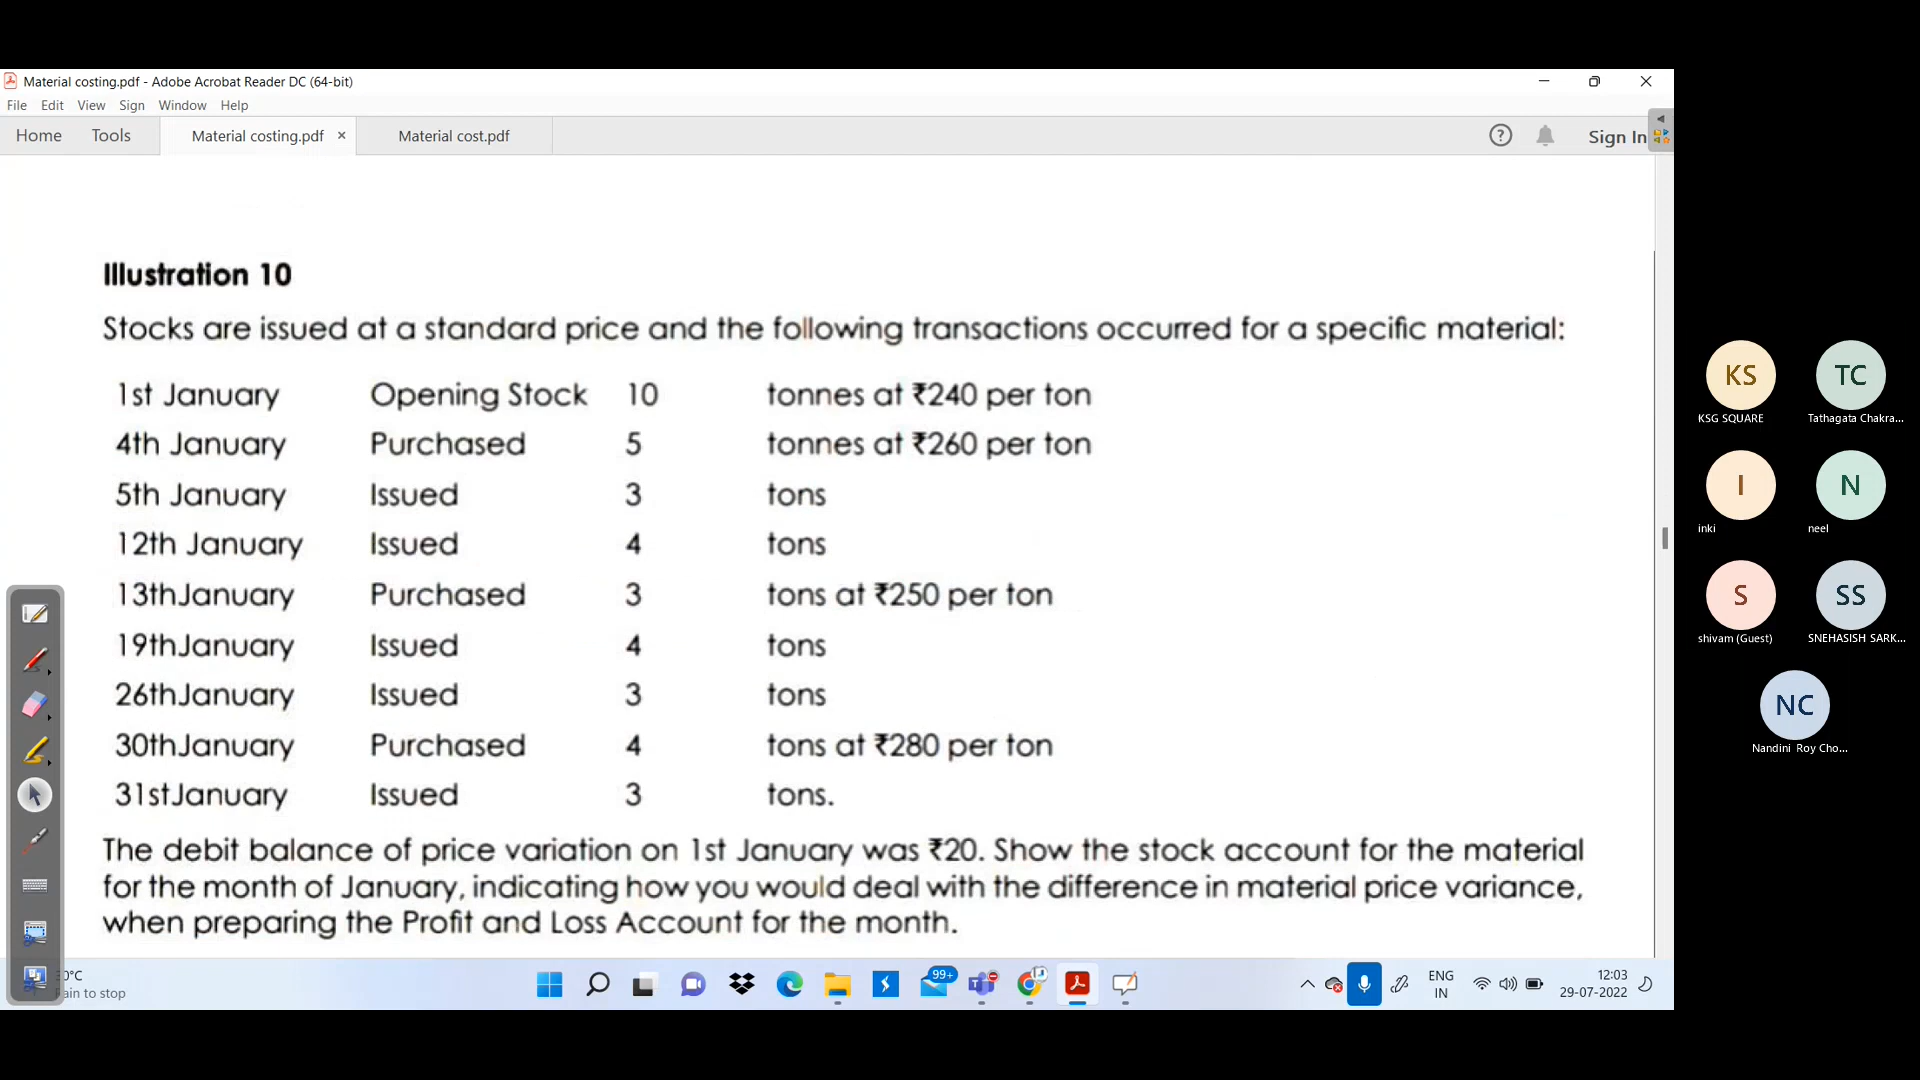 Material costing.pdf - Adobe Acrobat Reader DC (64-bit)
File Edit View Sign Window Help
Home Tools Material costing.pdf × Material cost.pdf Sign In
Illustration 10
Stocks are issued at a standard price and the following transactions occurred for a specific material:
1st January Opening Stock 10 tonnes at ₹240 per ton
4th January Purchased 5 tonnes at ₹260 per ton
5th January Issued 3 tons
12th January Issued 4 tons
13thJanuary Purchased 3 tons at ₹250 per ton
19thJanuary Issued 4 tons
26thJanuary Issued 3 tons
30thJanuary Purchased 4 tons at ₹280 per ton
31stJanuary Issued 3 tons.
The debit balance of price variation on 1st January was ₹20. Show the stock account for the material
for the month of January, indicating how you would deal with the difference in material price variance,
when preparing the Profit and Loss Account for the month.
KS TC
KSG SQUARE Tathagata Chakra...
I N
inki neel
S SS
shivam (Guest) SNEHASISH SARK...
NC
Nandini Roy Cho...
0°C
ain to stop
99+
ENG
IN
12:03
29-07-2022